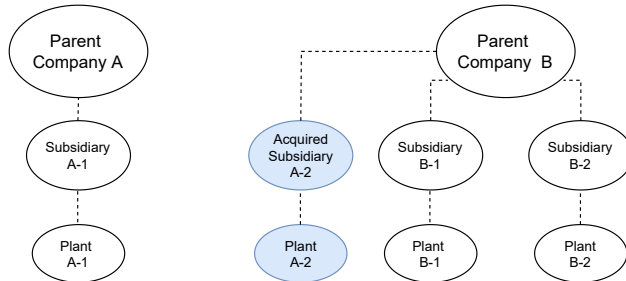 Parent
Company A
Parent
Company B
Subsidiary
A-1
Acquired
Subsidiary
A-2
Subsidiary
B-1
Subsidiary
B-2
Plant
A-1
Plant
A-2
Plant
B-1
Plant
B-2